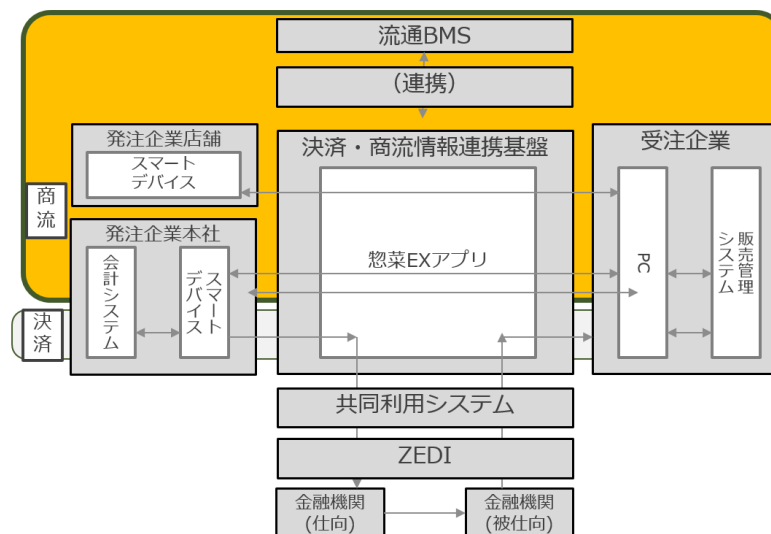 流通BMS
（連携）
発注企業店舗
スマート
デバイス
決済・商流情報連携基盤
惣菜EXアプリ
受注企業
PC
販売管理
システム
商
流
発注企業本社
会計システム
スマート
デバイス
決
済
共同利用システム
ZEDI
金融機関
(仕向)
金融機関
(被仕向)